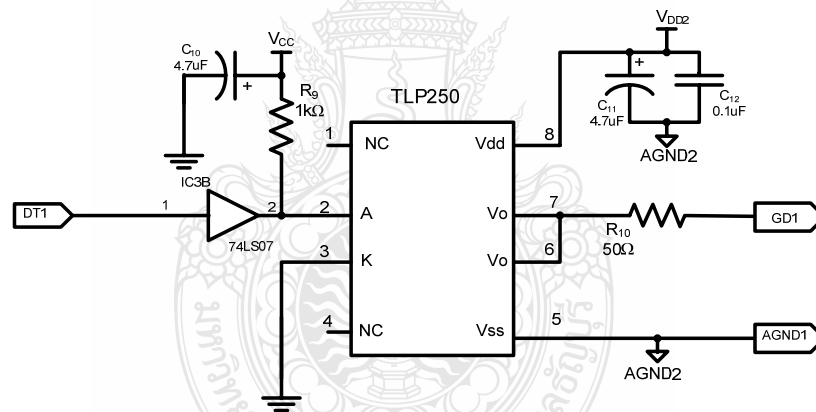 VCC
VDD2
C10
4.7uF
+
R9
1kΩ
TLP250
+
C11
4.7uF
C12
0.1uF
AGND2
1
NC
Vdd
8
IC3B
DT1
1
2
74LS07
2
A
Vo
7
R10
50Ω
GD1
3
K
Vo
6
4
NC
Vss
5
AGND2
AGND1